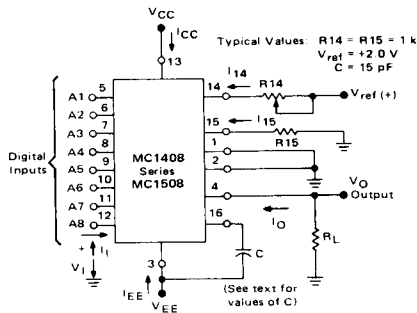 VCC
ICC
13
Typical Values: R14 = R15 = 1 k
Vref = +2.0 V
C = 15 pF
Digital Inputs
A1 5
A2 6
A3 7
A4 8
A5 9
A6 10
A7 11
A8 12
MC1408
Series
MC1508
14
I14
R14
Vref (+)
15
I15
R15
1
2
4
VO
Output
IO
16
C
RL
+ II
VI
3
IEE
VEE
(See text for
values of C)